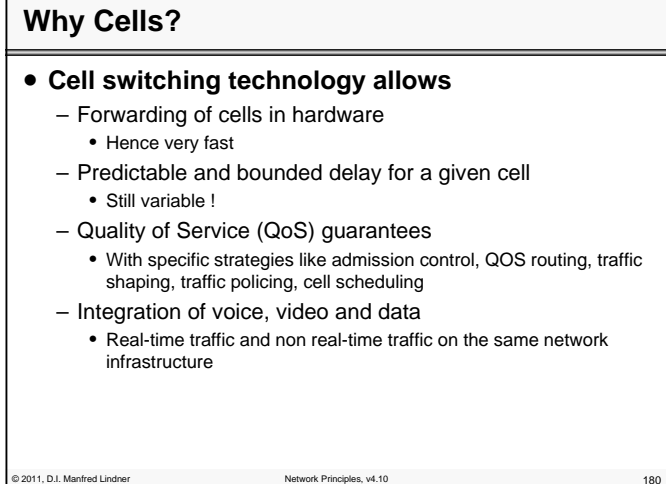 Why Cells?
• Cell switching technology allows
– Forwarding of cells in hardware
• Hence very fast
– Predictable and bounded delay for a given cell
• Still variable !
– Quality of Service (QoS) guarantees
• With specific strategies like admission control, QOS routing, traffic
shaping, traffic policing, cell scheduling
– Integration of voice, video and data
• Real-time traffic and non real-time traffic on the same network
infrastructure
© 2011, D.I. Manfred Lindner Network Principles, v4.10 180